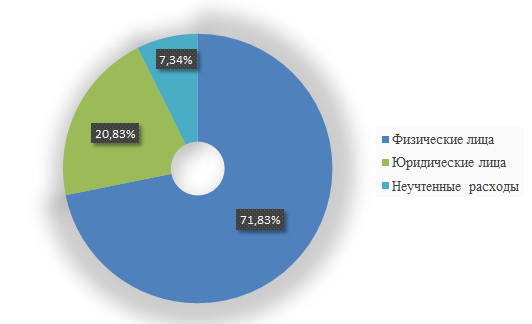 7,34%
20,83%
71,83%
Физические лица
Юридические лица
Неучтенные расходы